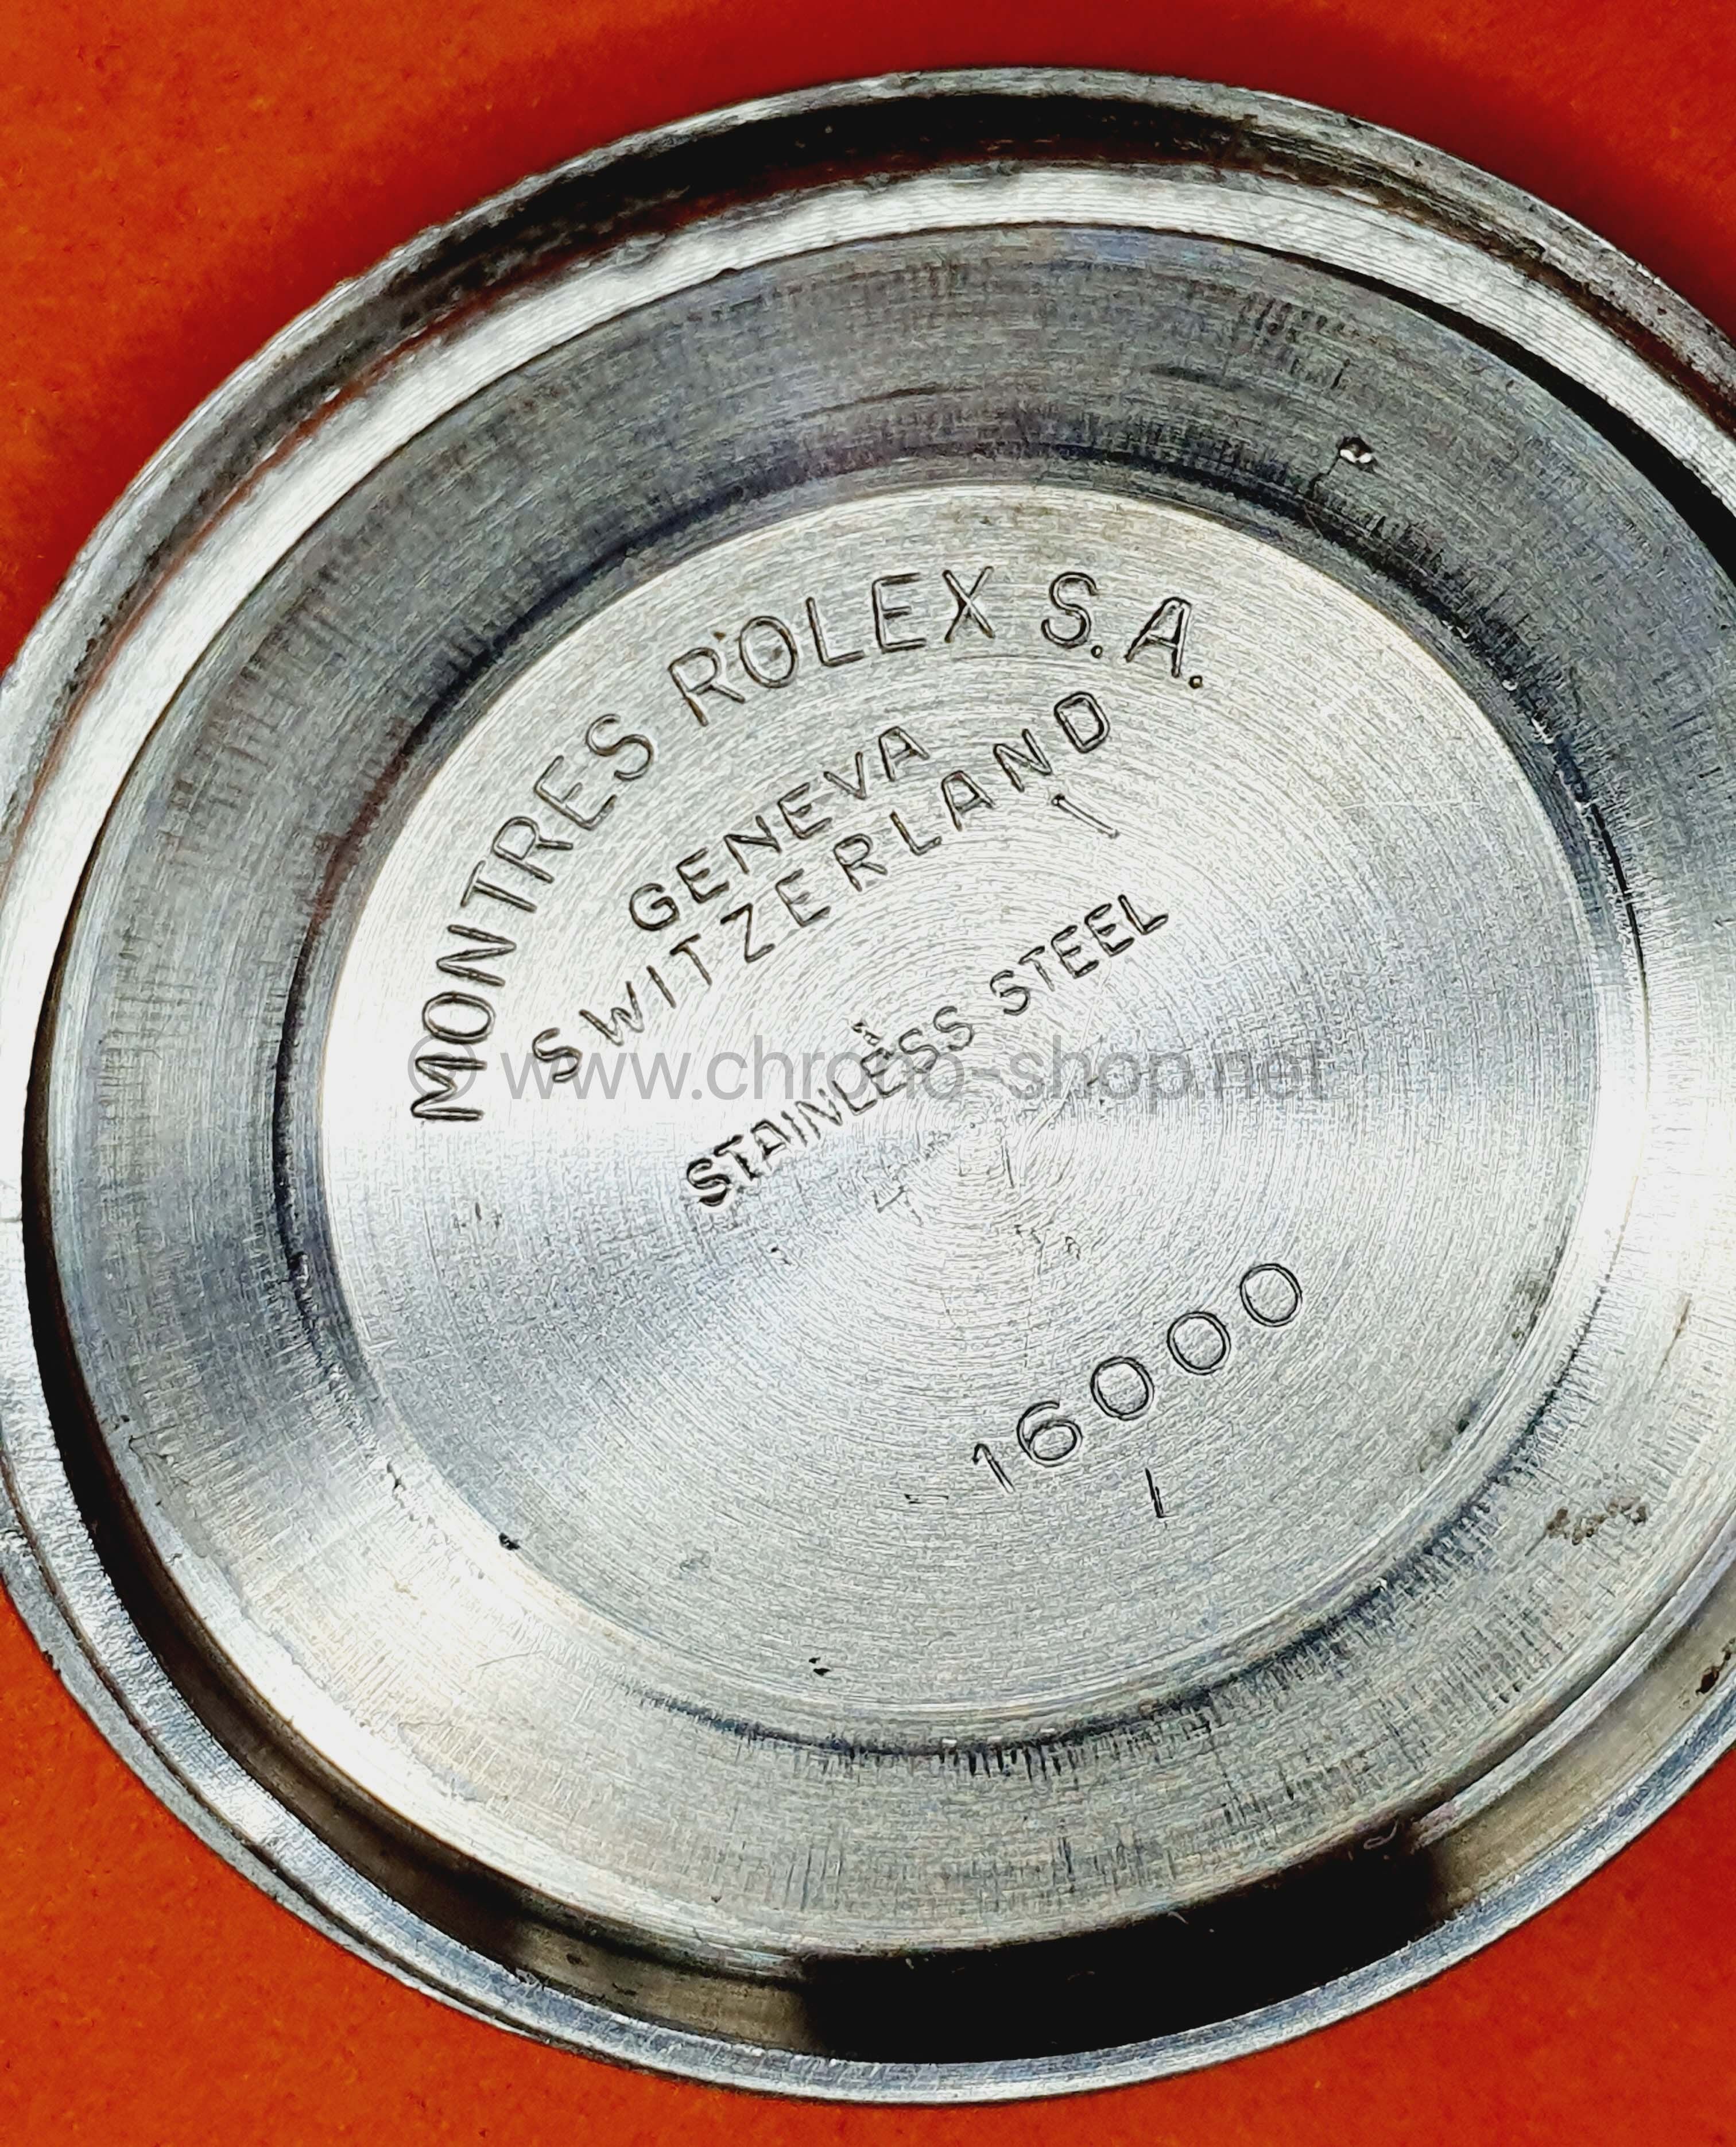 MONTRES ROLEX S.A.
GENEVA
SWITZERLAND
STAINLESS STEEL
© www.chrono-shop.net
16000